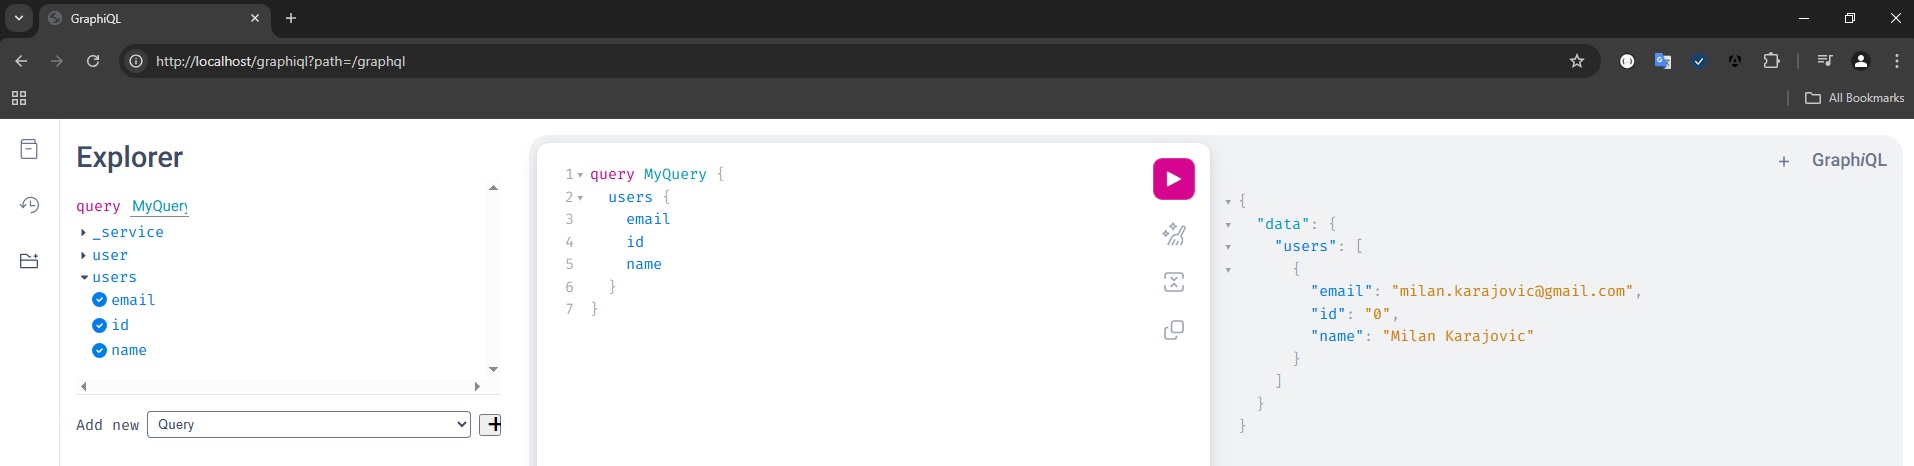 GraphiQL
http://localhost/graphiql?path=/graphql
All Bookmarks
Explorer
query MyQuery
_service
user
users
email
id
name
Add new Query +
1 query MyQuery {
2 users {
3 email
4 id
5 name
6 }
7 }
+ GraphiQL
{
"data": {
"users": [
{
"email": "milan.karajovic@gmail.com",
"id": "0",
"name": "Milan Karajovic"
}
]
}
}